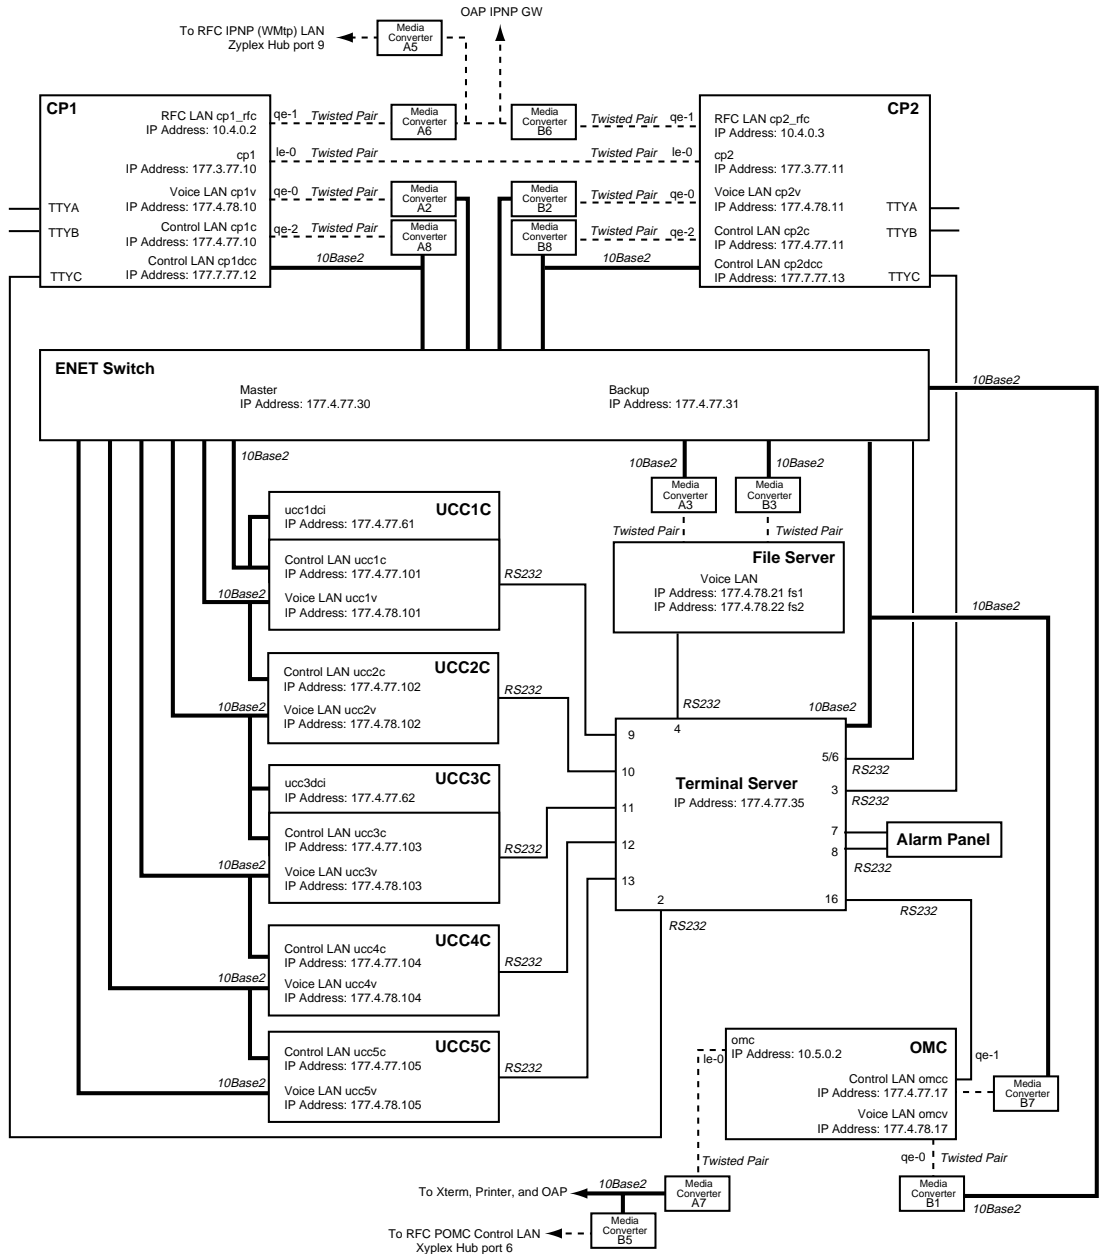 OAP IPNP GW
To RFC IPNP (WMtp) LAN
Zyplex Hub port 9
Media
Converter
A5
CP1
RFC LAN cp1_rfc
IP Address: 10.4.0.2
cp1
IP Address: 177.3.77.10
Voice LAN cp1v
IP Address: 177.4.78.10
Control LAN cp1c
IP Address: 177.4.77.10
Control LAN cp1dcc
IP Address: 177.7.77.12
TTYA
TTYB
TTYC
qe-1 Twisted Pair
le-0 Twisted Pair
qe-0 Twisted Pair
qe-2 Twisted Pair
10Base2
Media
Converter
A6
Media
Converter
A2
Media
Converter
A8
Media
Converter
B6
Media
Converter
B2
Media
Converter
B8
Twisted Pair qe-1
Twisted Pair le-0
Twisted Pair qe-0
Twisted Pair qe-2
10Base2
CP2
RFC LAN cp2_rfc
IP Address: 10.4.0.3
cp2
IP Address: 177.3.77.11
Voice LAN cp2v
IP Address: 177.4.78.11
Control LAN cp2c
IP Address: 177.4.77.11
Control LAN cp2dcc
IP Address: 177.7.77.13
TTYA
TTYB
TTYC
ENET Switch
Master
IP Address: 177.4.77.30
Backup
IP Address: 177.4.77.31
10Base2
10Base2
10Base2
10Base2
Media
Converter
A3
Media
Converter
B3
Twisted Pair
Twisted Pair
File Server
Voice LAN
IP Address: 177.4.78.21 fs1
IP Address: 177.4.78.22 fs2
10Base2
UCC1C
ucc1dci
IP Address: 177.4.77.61
Control LAN ucc1c
IP Address: 177.4.77.101
Voice LAN ucc1v
IP Address: 177.4.78.101
10Base2
RS232
UCC2C
Control LAN ucc2c
IP Address: 177.4.77.102
Voice LAN ucc2v
IP Address: 177.4.78.102
10Base2
RS232
UCC3C
ucc3dci
IP Address: 177.4.77.62
Control LAN ucc3c
IP Address: 177.4.77.103
Voice LAN ucc3v
IP Address: 177.4.78.103
10Base2
RS232
UCC4C
Control LAN ucc4c
IP Address: 177.4.77.104
Voice LAN ucc4v
IP Address: 177.4.78.104
10Base2
RS232
UCC5C
Control LAN ucc5c
IP Address: 177.4.77.105
Voice LAN ucc5v
IP Address: 177.4.78.105
10Base2
RS232
RS232
10Base2
4
9
10
11
12
13
2
5/6
3
7
8
16
Terminal Server
IP Address: 177.4.77.35
RS232
RS232
Alarm Panel
RS232
RS232
RS232
OMC
omc
IP Address: 10.5.0.2
le-0
Control LAN omcc
IP Address: 177.4.77.17
Voice LAN omcv
IP Address: 177.4.78.17
qe-1
Media
Converter
B7
Twisted Pair
qe-0 Twisted Pair
To Xterm, Printer, and OAP
10Base2
Media
Converter
A7
Media
Converter
B1
10Base2
To RFC POMC Control LAN
Xyplex Hub port 6
Media
Converter
B5